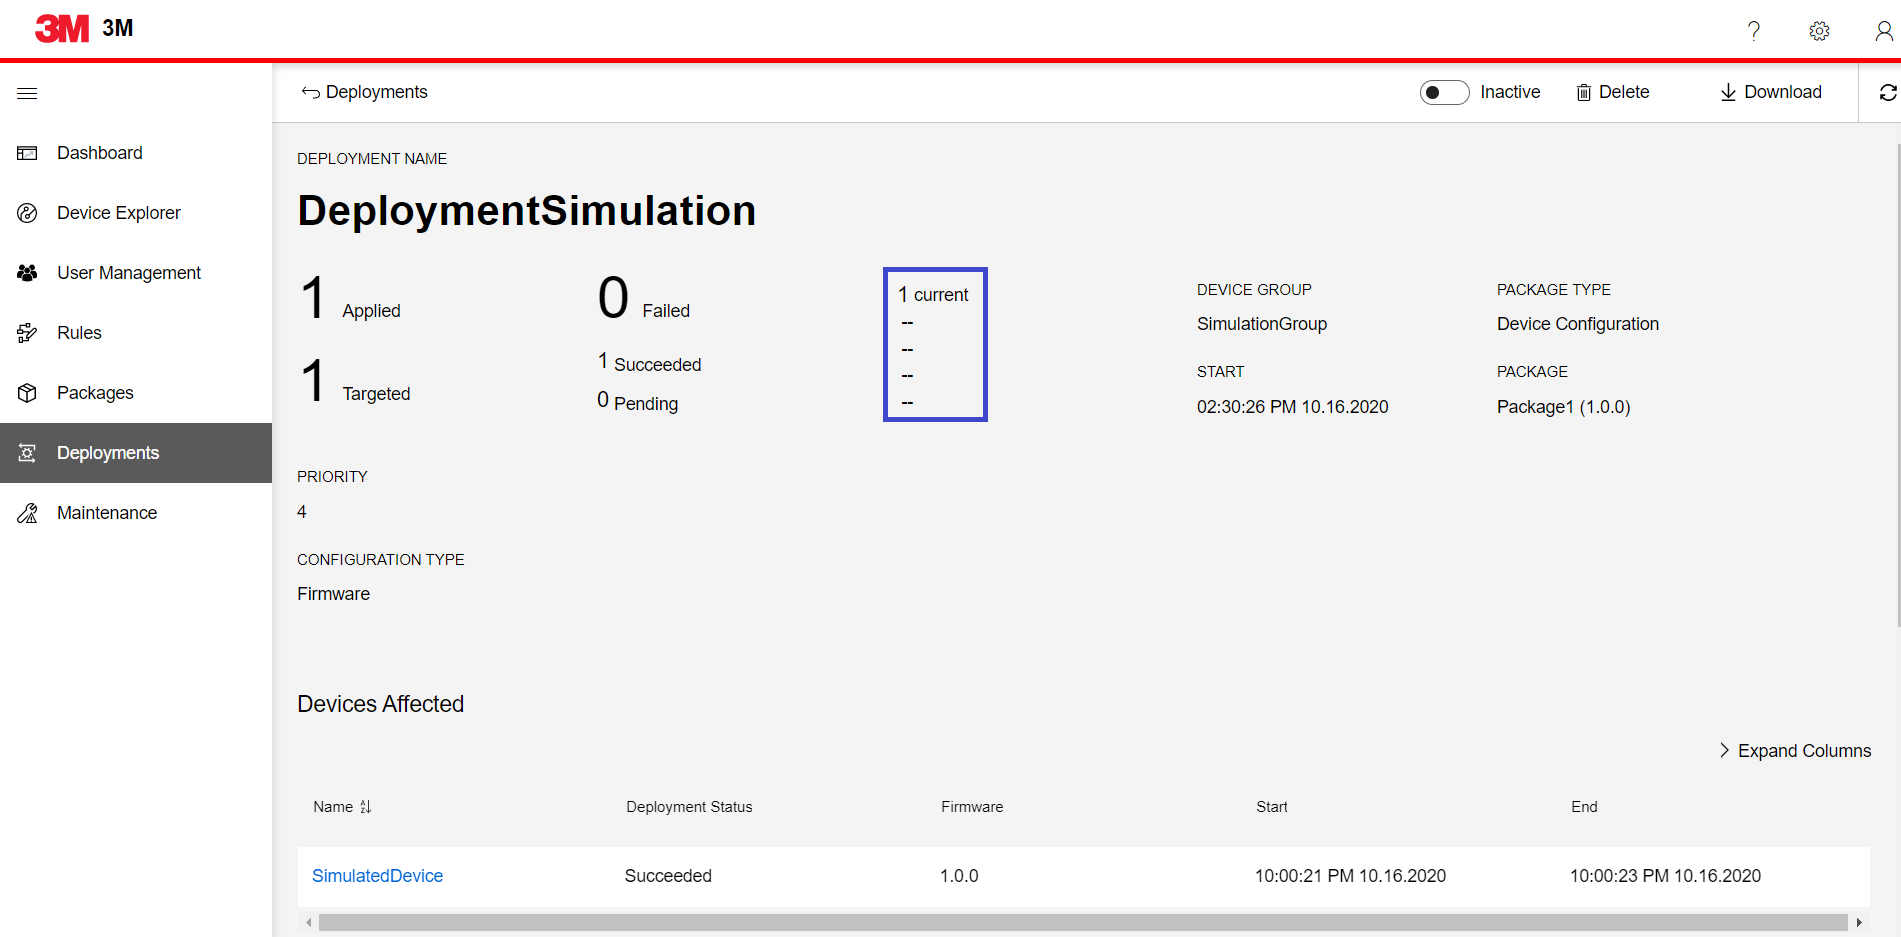 3M 3M
?
Deployments
Inactive
Delete
Download
Dashboard
Device Explorer
User Management
Rules
Packages
Deployments
Maintenance
DEPLOYMENT NAME
DeploymentSimulation
1 Applied
1 Targeted
0 Failed
1 Succeeded
0 Pending
1 current
--
--
--
--
DEVICE GROUP
SimulationGroup
START
02:30:26 PM 10.16.2020
PACKAGE TYPE
Device Configuration
PACKAGE
Package1 (1.0.0)
PRIORITY
4
CONFIGURATION TYPE
Firmware
Devices Affected
Expand Columns
Name Deployment Status Firmware Start End
SimulatedDevice Succeeded 1.0.0 10:00:21 PM 10.16.2020 10:00:23 PM 10.16.2020